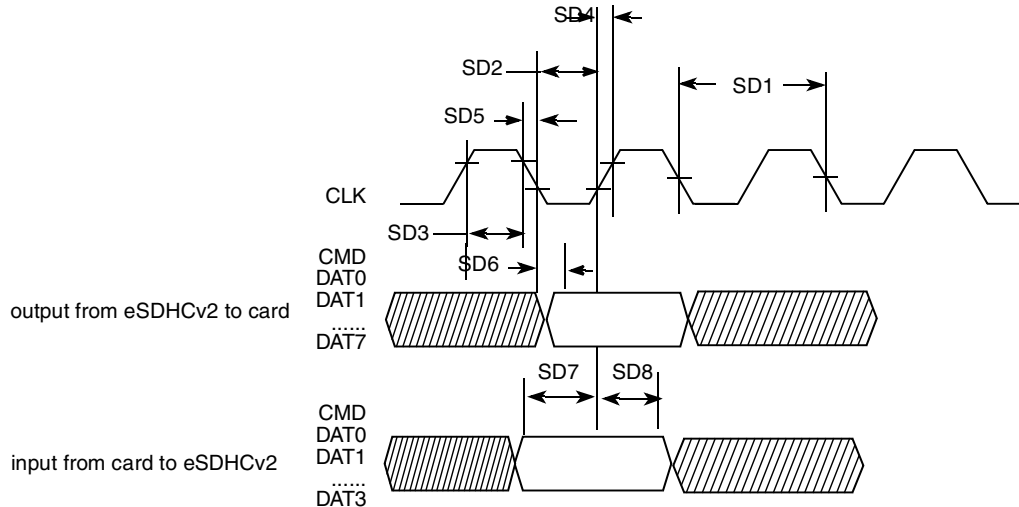 SD4
SD2
SD1
SD5
CLK
SD3
CMD
SD6
DAT0
output from eSDHCv2 to card
DAT1
......
DAT7
SD7
SD8
CMD
DAT0
input from card to eSDHCv2
DAT1
......
DAT3